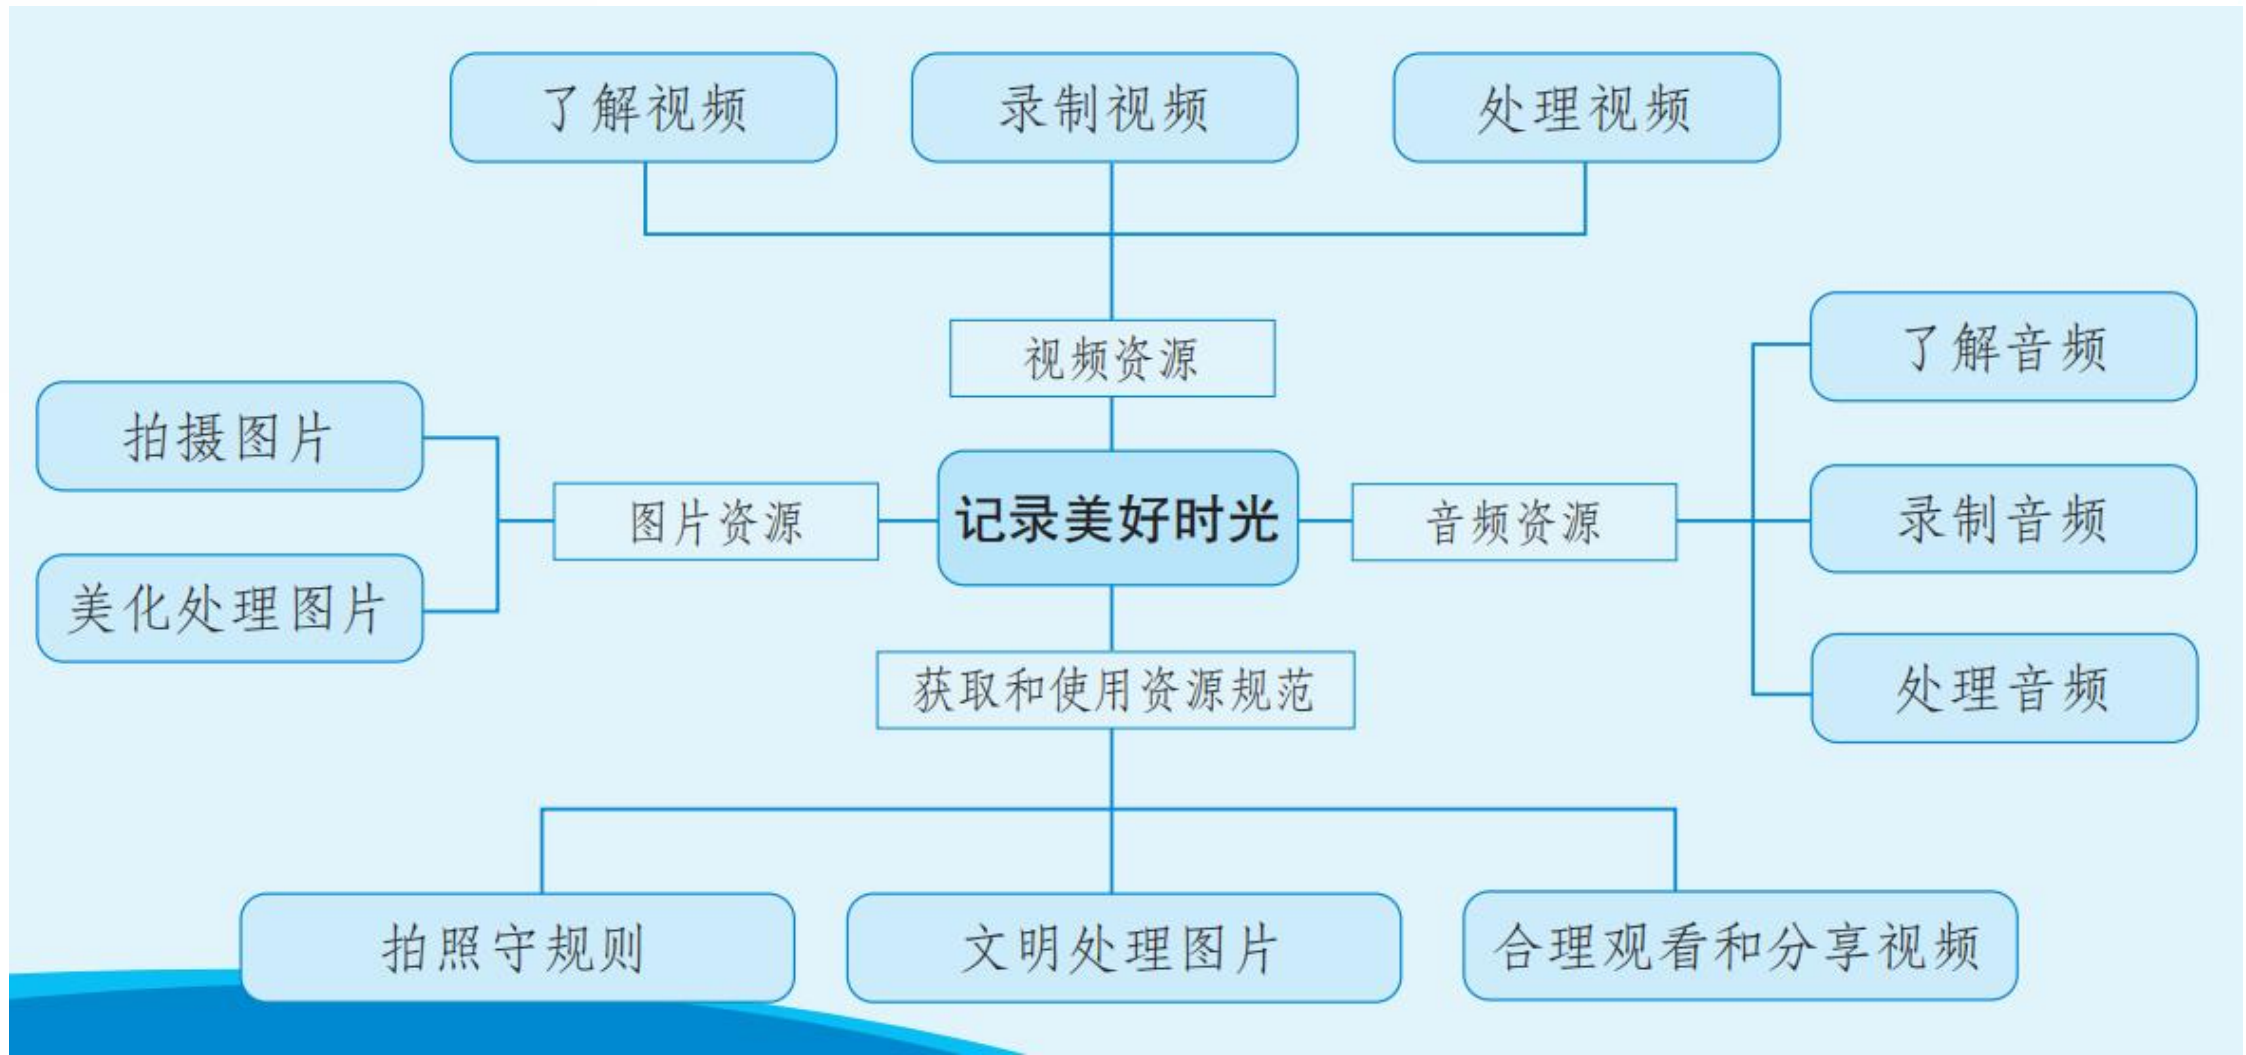 了解视频
录制视频
处理视频
视频资源
了解音频
拍摄图片
图片资源
记录美好时光
音频资源
录制音频
美化处理图片
获取和使用资源规范
处理音频
拍照守规则
文明处理图片
合理观看和分享视频